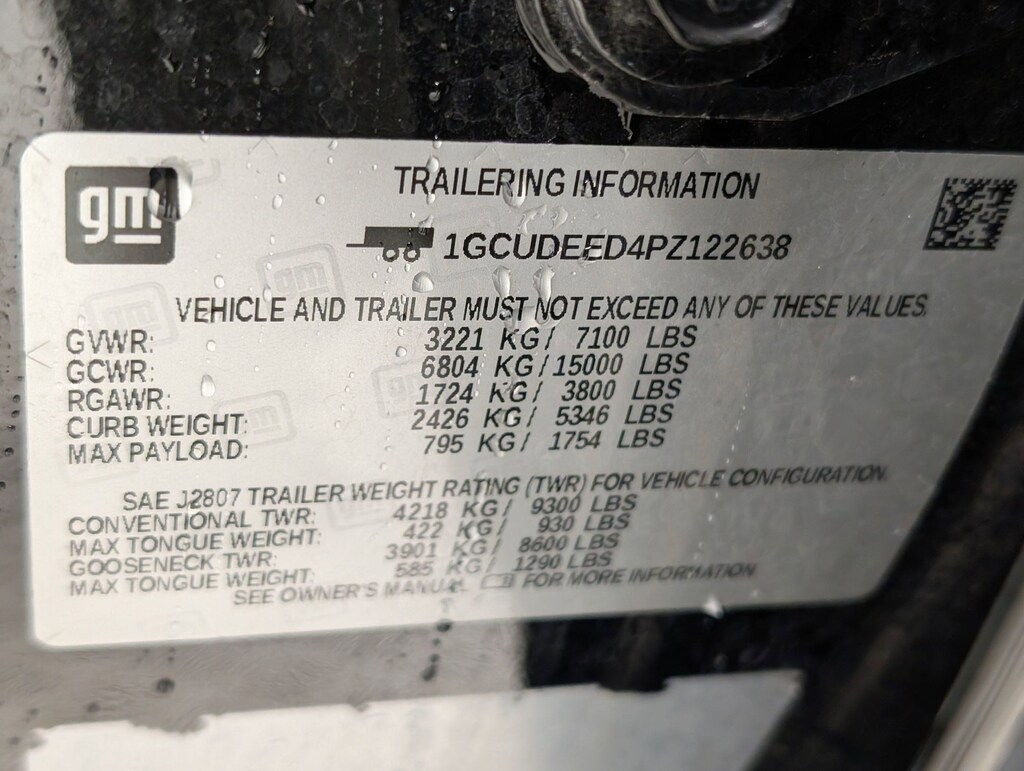 gm
TRAILERING INFORMATION
1GCUDEED4PZ122638
VEHICLE AND TRAILER MUST NOT EXCEED ANY OF THESE VALUES.
GVWR: 3221 KG/ 7100 LBS
GCWR: 6804 KG/15000 LBS
RGAWR: 1724 KG/ 3800 LBS
CURB WEIGHT: 2426 KG/ 5346 LBS
MAX PAYLOAD: 795 KG/ 1754 LBS
SAE J2807 TRAILER WEIGHT RATING (TWR) FOR VEHICLE CONFIGURATION.
CONVENTIONAL TWR: 4218 KG/ 9300 LBS
MAX TONGUE WEIGHT: 422 KG/ 930 LBS
GOOSENECK TWR: 3901 KG/ 8600 LBS
MAX TONGUE WEIGHT: 585 KG/ 1290 LBS
SEE OWNER'S MANUAL FOR MORE INFORMATION